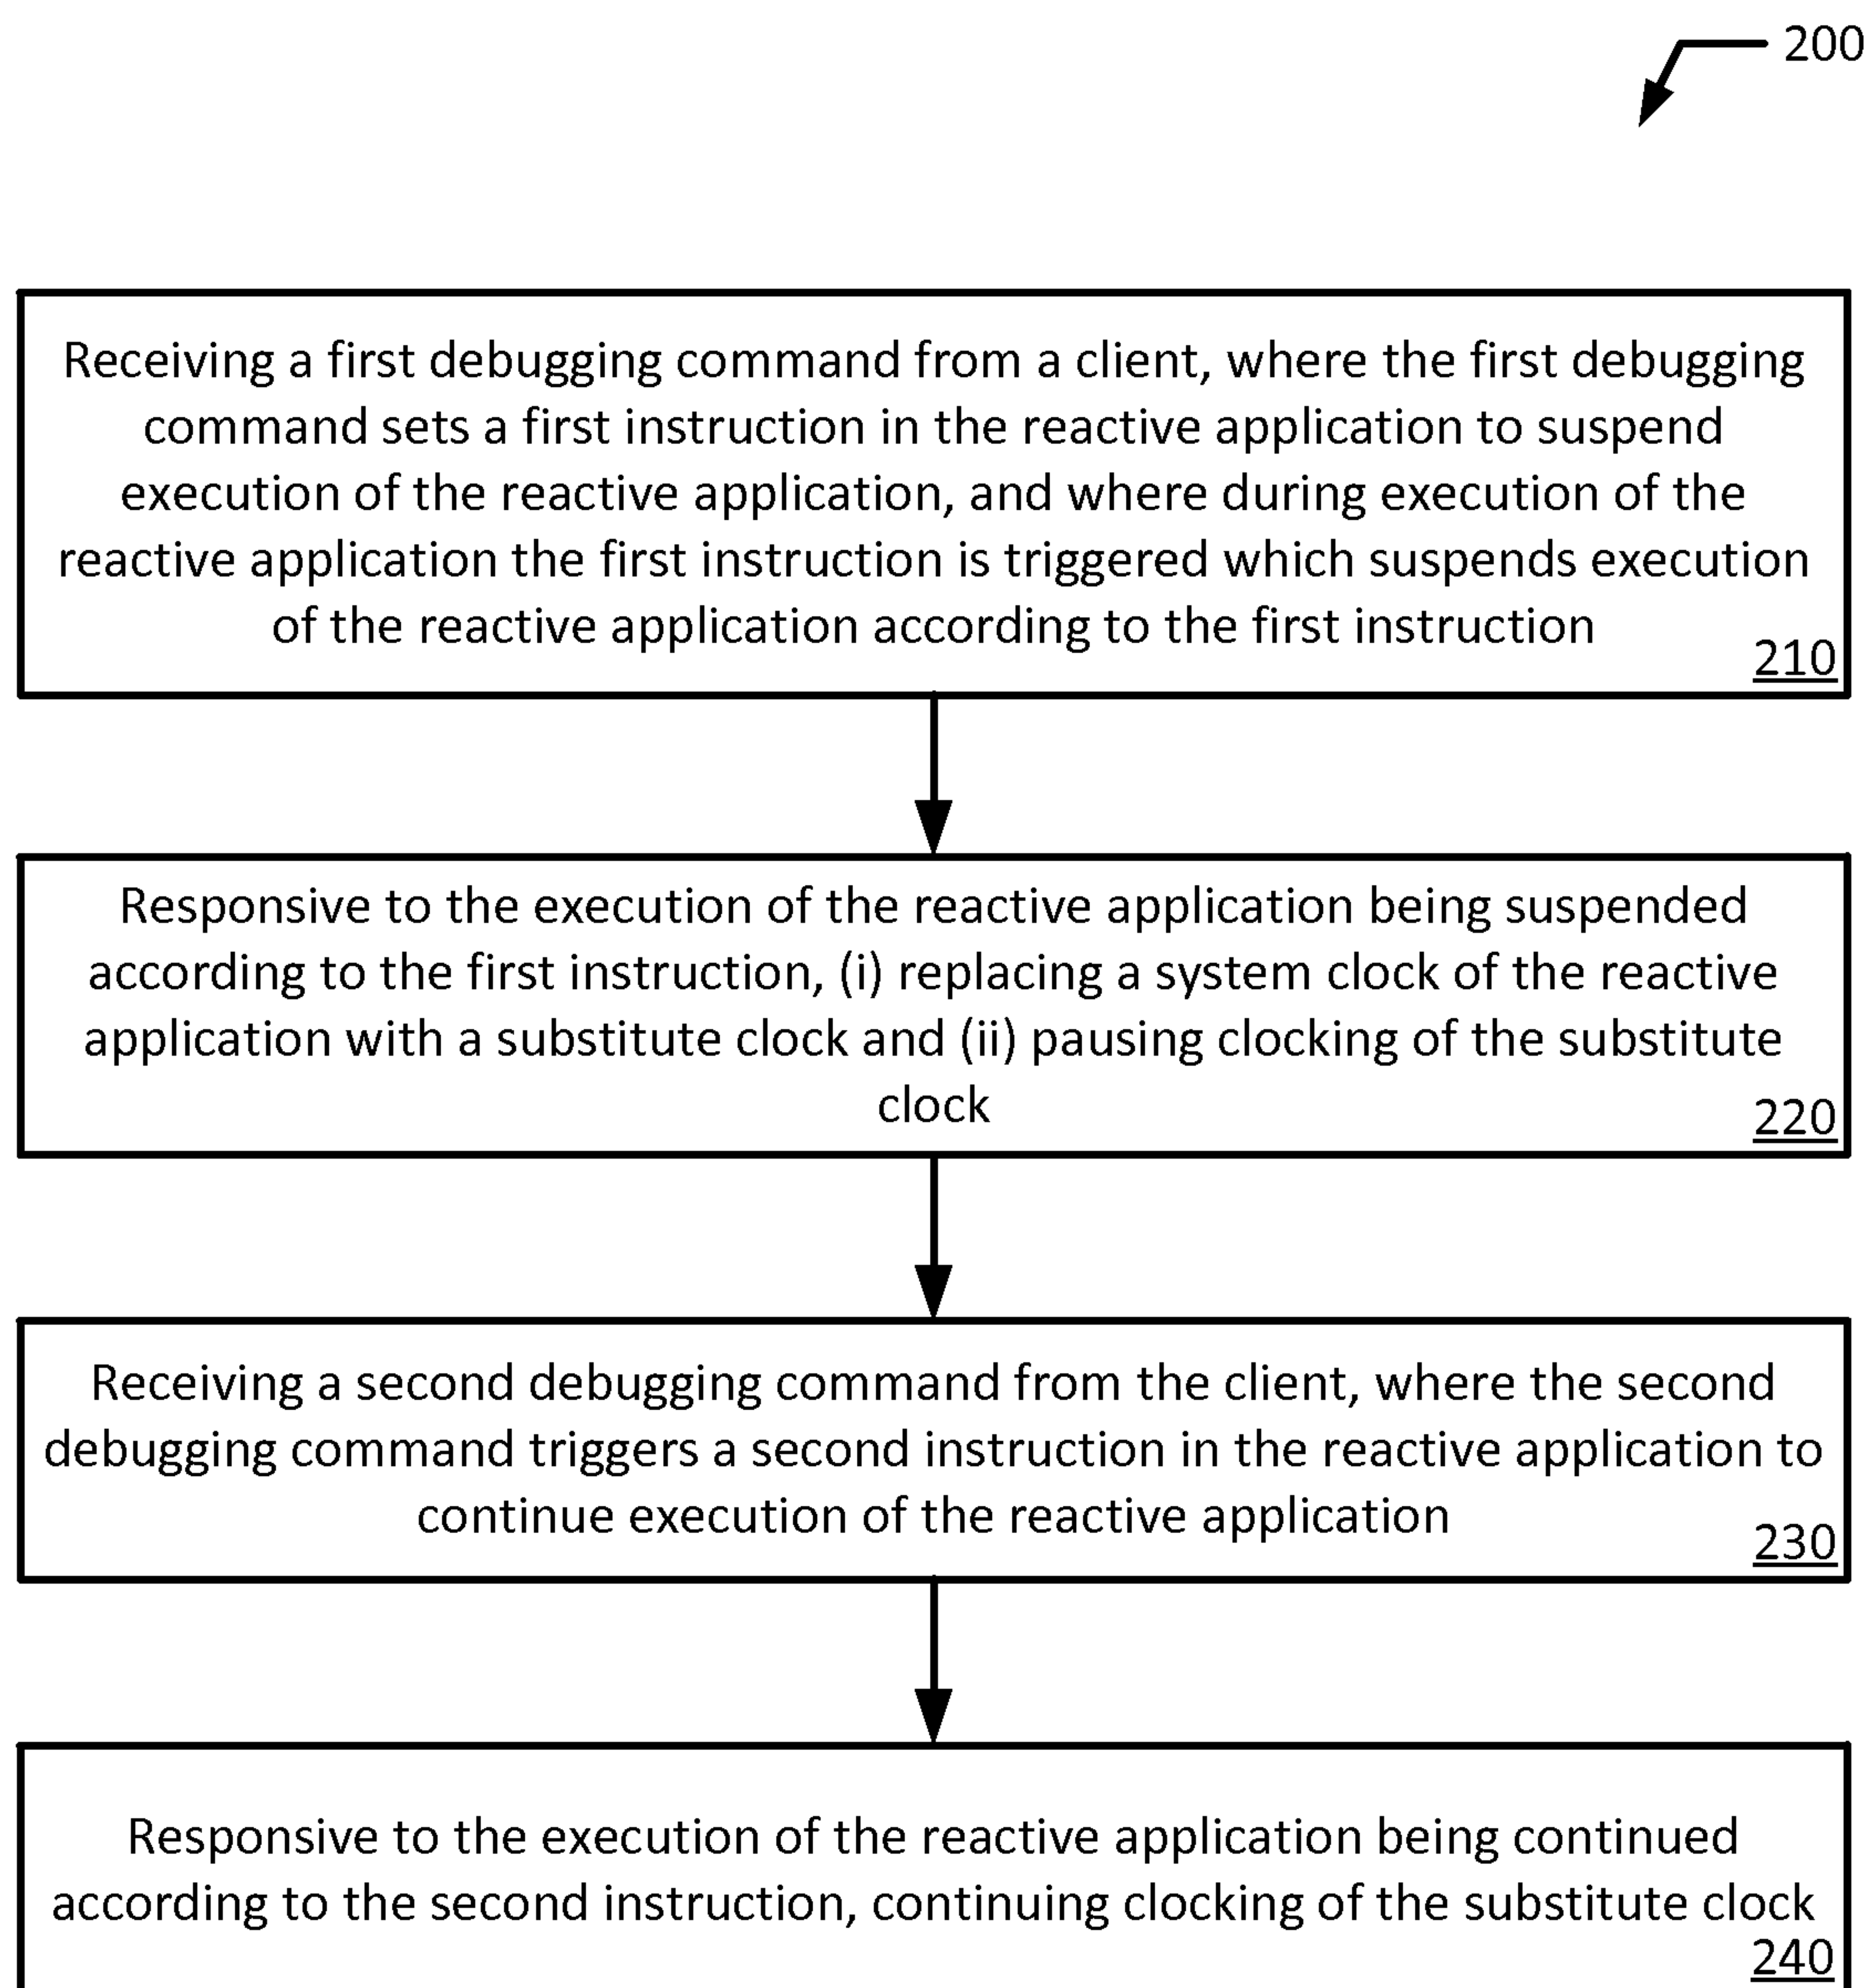 200
Receiving a first debugging command from a client, where the first debugging
command sets a first instruction in the reactive application to suspend
execution of the reactive application, and where during execution of the
reactive application the first instruction is triggered which suspends execution
of the reactive application according to the first instruction
210
Responsive to the execution of the reactive application being suspended
according to the first instruction, (i) replacing a system clock of the reactive
application with a substitute clock and (ii) pausing clocking of the substitute
clock
220
Receiving a second debugging command from the client, where the second
debugging command triggers a second instruction in the reactive application to
continue execution of the reactive application
230
Responsive to the execution of the reactive application being continued
according to the second instruction, continuing clocking of the substitute clock
240